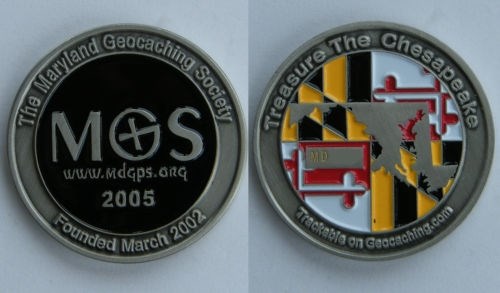 The Maryland Geocaching Society
MGS
www.mdgps.org
2005
Founded March 2002
Treasure The Chesapeake
MD
Trackable on Geocaching.com